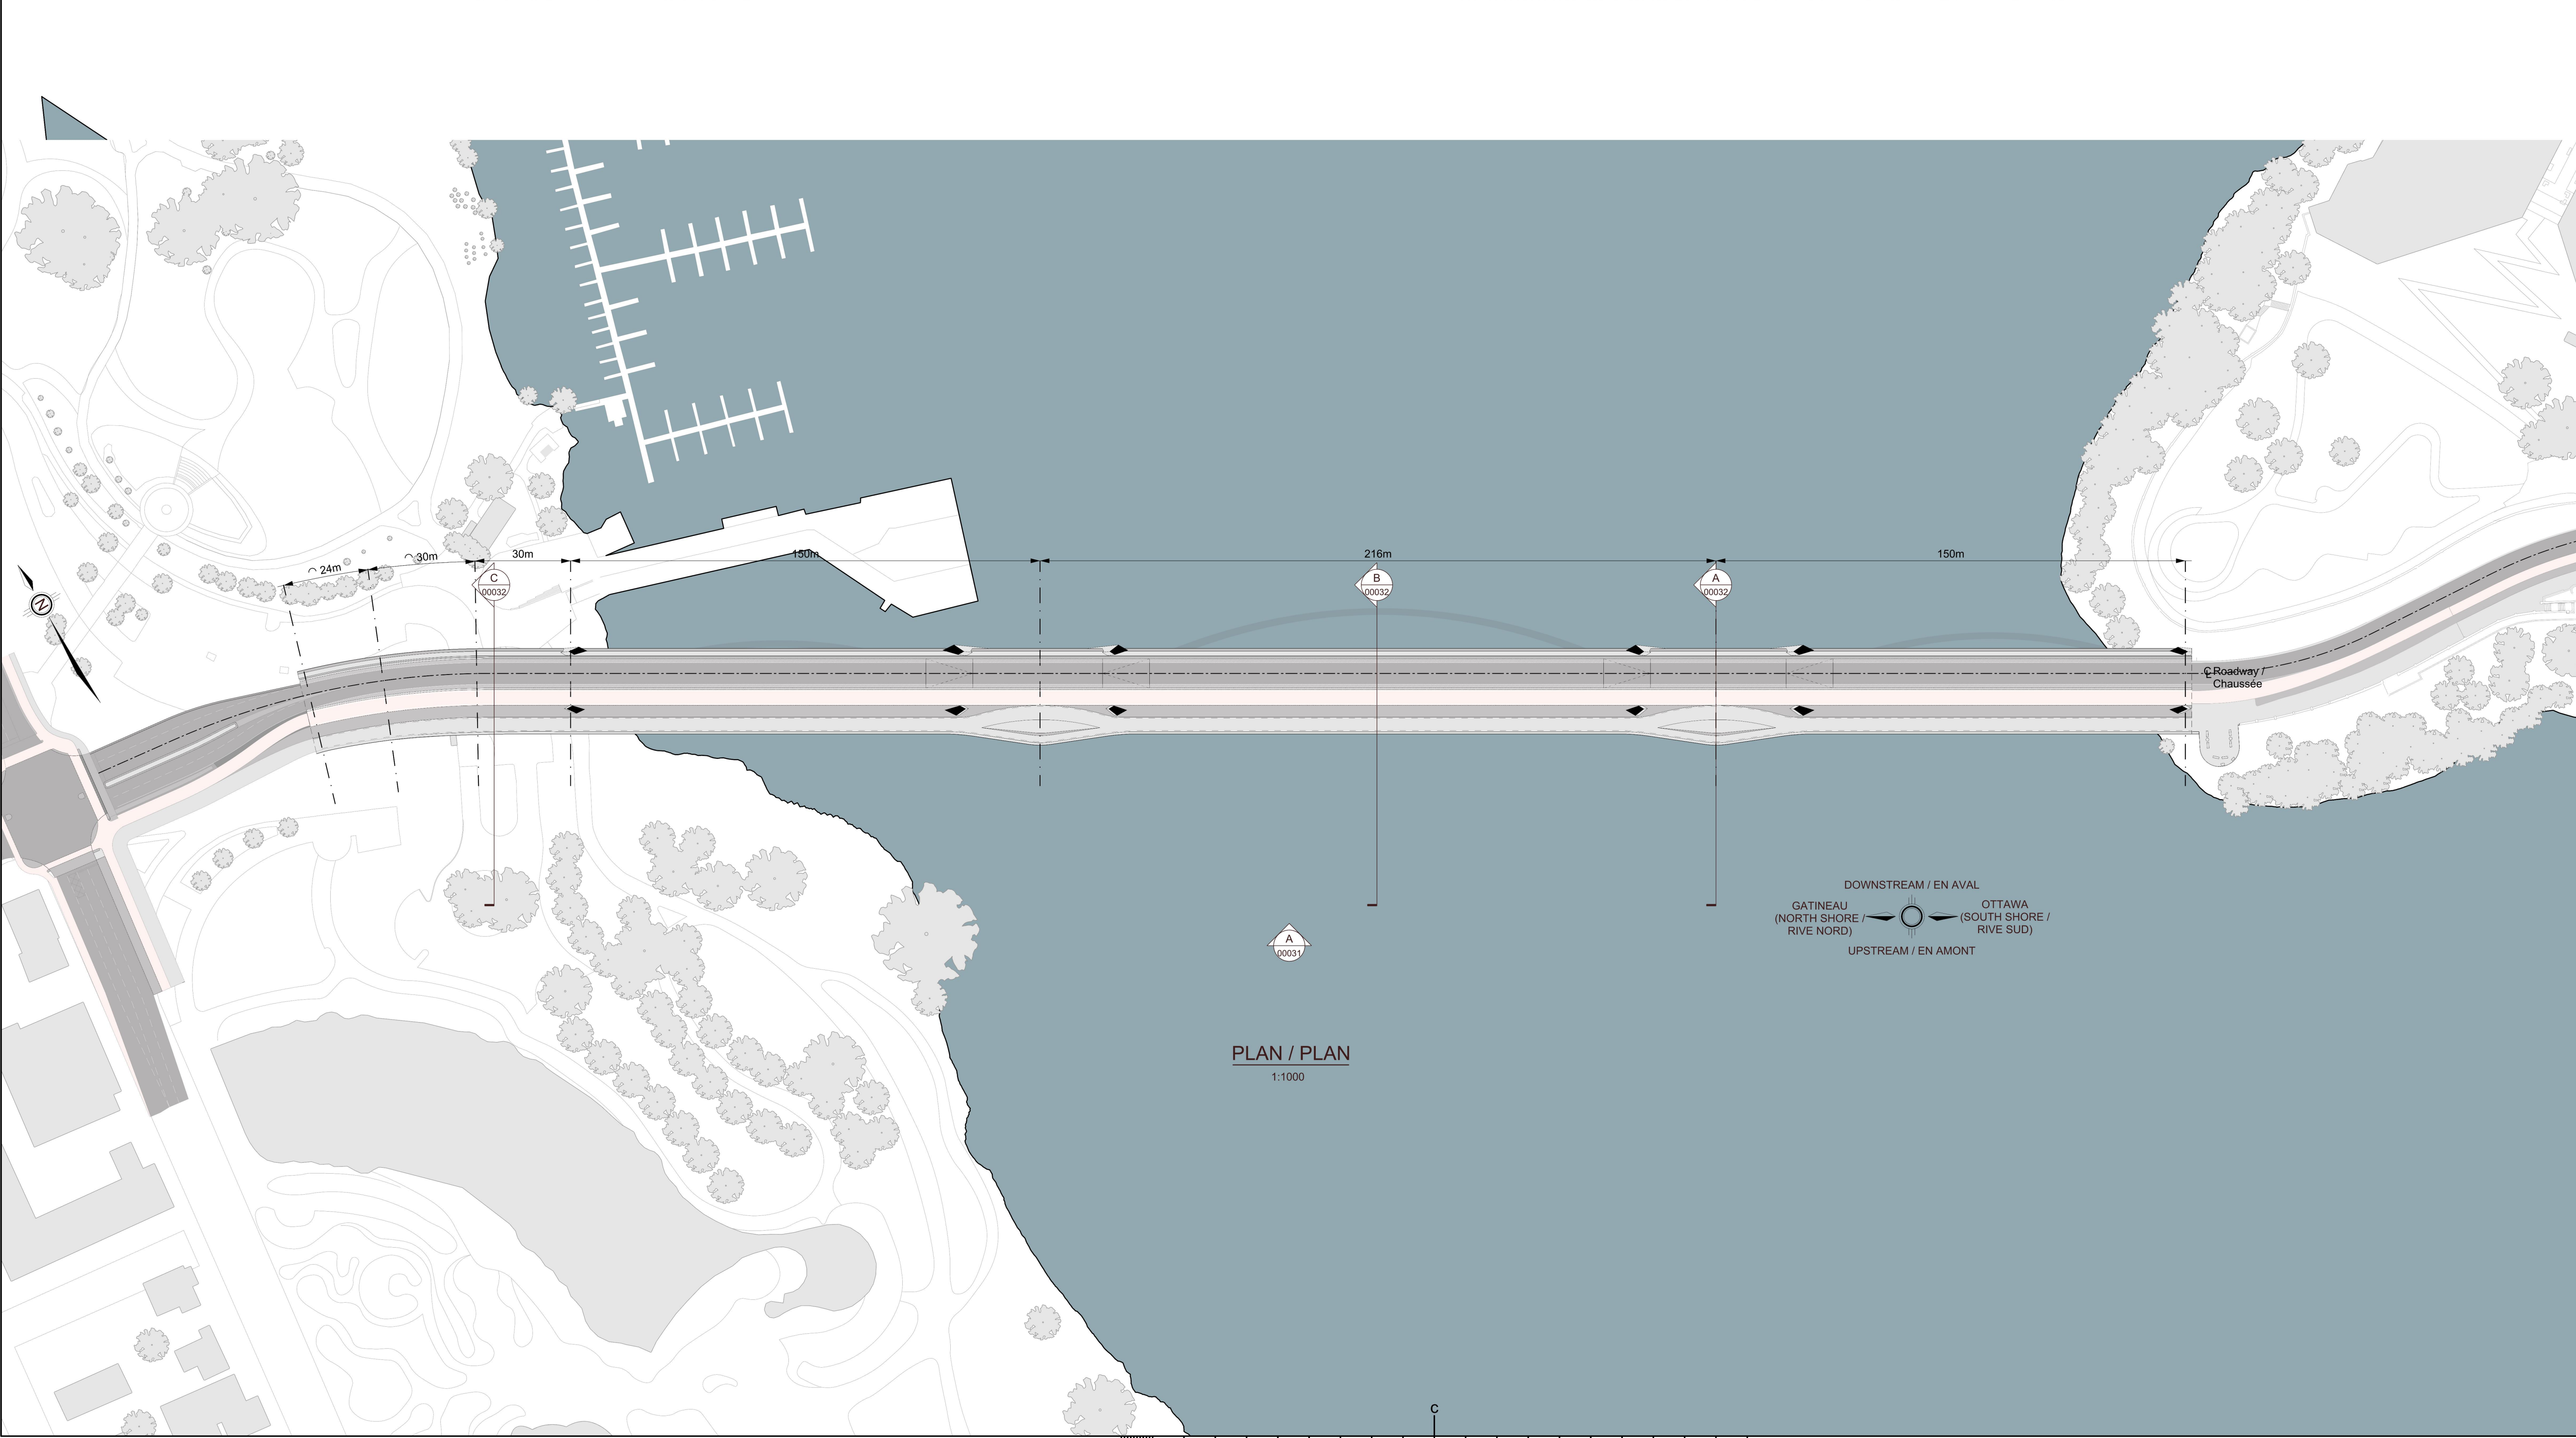 ⌒ 24m
⌒ 30m
30m
150m
216m
150m
C
00032
B
00032
A
00032
N
℄ Roadway /
Chaussée
DOWNSTREAM / EN AVAL
GATINEAU
(NORTH SHORE /
RIVE NORD)
OTTAWA
(SOUTH SHORE /
RIVE SUD)
UPSTREAM / EN AMONT
A
00031
PLAN / PLAN
1:1000
C